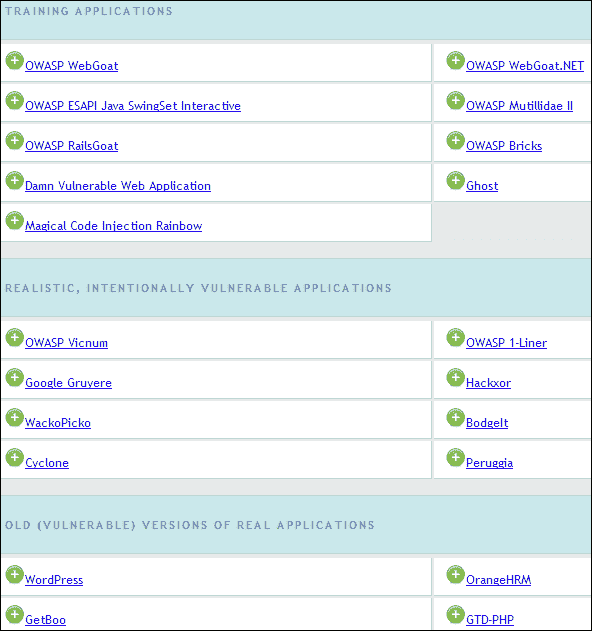 TRAINING APPLICATIONS
OWASP WebGoat
OWASP WebGoat.NET
OWASP ESAPI Java SwingSet Interactive
OWASP Mutillidae II
OWASP RailsGoat
OWASP Bricks
Damn Vulnerable Web Application
Ghost
Magical Code Injection Rainbow
REALISTIC, INTENTIONALLY VULNERABLE APPLICATIONS
OWASP Vicnum
OWASP 1-Liner
Google Gruyere
Hackxor
WackoPicko
BodgeIt
Cyclone
Peruggia
OLD (VULNERABLE) VERSIONS OF REAL APPLICATIONS
WordPress
OrangeHRM
GetBoo
GTD-PHP